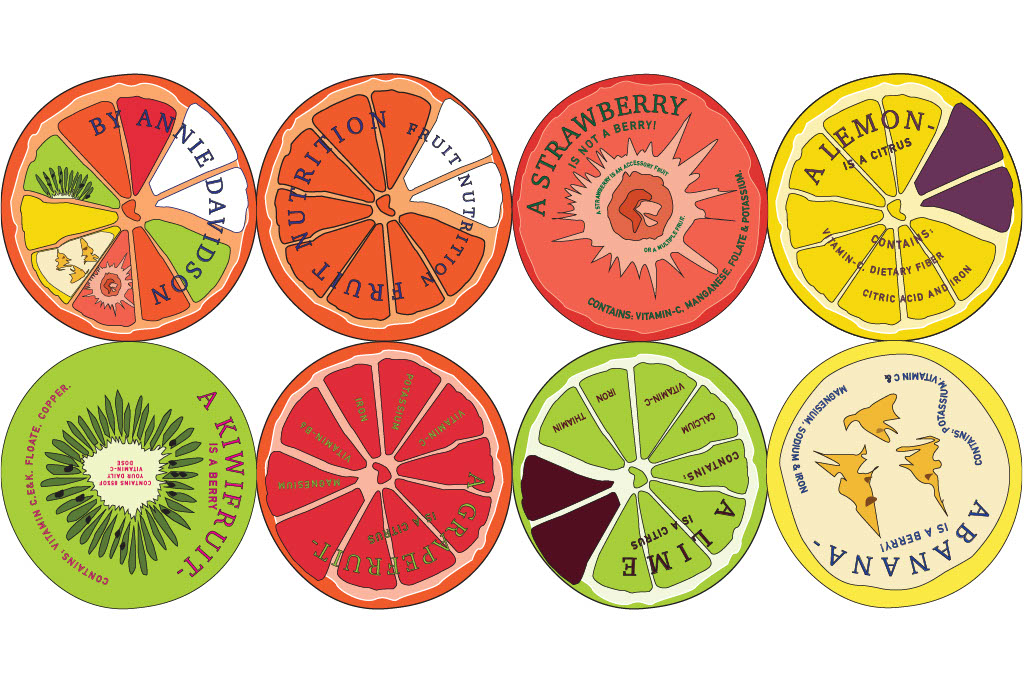 BY ANNIE DAVIDSON
FRUIT NUTRITION
FRUIT NUTRITION
A STRAWBERRY
IS NOT A BERRY!
A STRAWBERRY IS AN ACCESSORY FRUIT
OR A MULTIPLE FRUIT.
CONTAINS: VITAMIN-C, MANGANESE, FOLATE & POTASSIUM.
A LEMON-
IS A CITRUS
CONTAINS:
VITAMIN-C, DIETARY FIBER
CITRIC ACID AND IRON
A KIWIFRUIT-
IS A BERRY
CONTAINS 85%OF
YOUR DAILY
VITAMIN-C
DOSE
CONTAINS, VITAMIN C,E&K. FLOATE, COPPER.
A GRAPEFRUIT-
IS A CITRUS
MAGNESIUM
VITAMIN-B6
IRON
POTASSIUM
VITAMIN-C
A LIME
IS A CITRUS
THIAMIN
IRON
VITAMIN-C
CALCIUM
CONTAINS:
A BANANA-
IS A BERRY!
CONTAINS: POTASSIUM, VITAMIN C &
MAGNESIUM, SODIUM & IRON